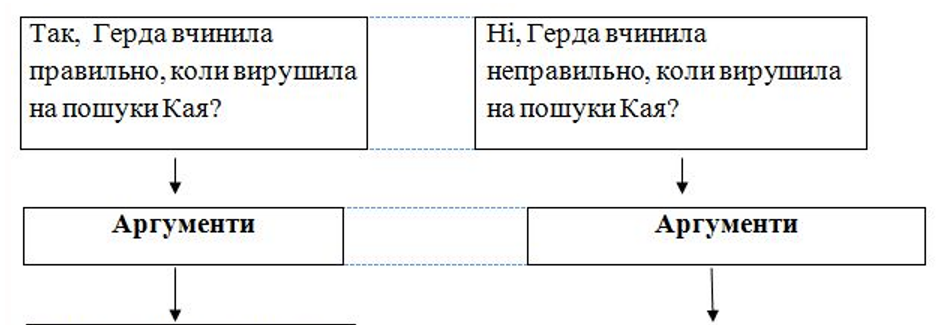 Так, Герда вчинила
правильно, коли вирушила
на пошуки Кая?
Ні, Герда вчинила
неправильно, коли вирушила
на пошуки Кая?
Аргументи
Аргументи